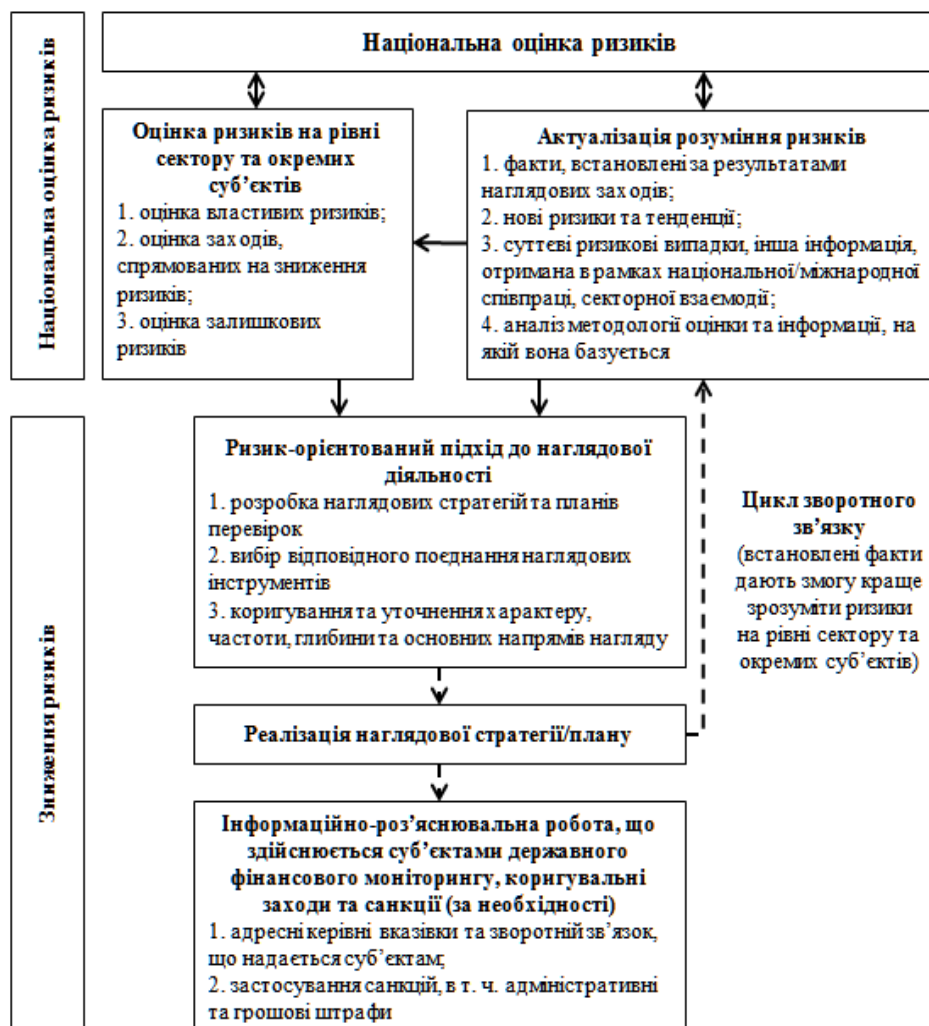 Національна оцінка ризиків
Національна оцінка ризиків
Оцінка ризиків на рівні
сектору та окремих
суб’єктів
1. оцінка властивих ризиків;
2. оцінка заходів,
спрямованих на зниження
ризиків;
3. оцінка залишкових
ризиків
Актуалізація розуміння ризиків
1. факти, встановлені за результатами
наглядових заходів;
2. нові ризики та тенденції;
3. суттєві ризикові випадки, інша інформація,
отримана в рамках національної/міжнародної
співпраці, секторної взаємодії;
4. аналіз методології оцінки та інформації, на
якій вона базується
Зниження ризиків
Ризик-орієнтований підхід до наглядової
діяльності
1. розробка наглядових стратегій та планів
перевірок
2. вибір відповідного поєднання наглядових
інструментів
3. коригування та уточнення характеру,
частоти, глибини та основних напрямів нагляду
Цикл зворотного
зв’язку
(встановлені факти
дають змогу краще
зрозуміти ризики
на рівні сектору та
окремих суб’єктів)
Реалізація наглядової стратегії/плану
Інформаційно-роз’яснювальна робота, що
здійснюється суб’єктами державного
фінансового моніторингу, коригувальні
заходи та санкції (за необхідності)
1. адресні керівні вказівки та зворотній зв’язок,
що надається суб’єктам;
2. застосування санкцій, в т. ч. адміністративні
та грошові штрафи